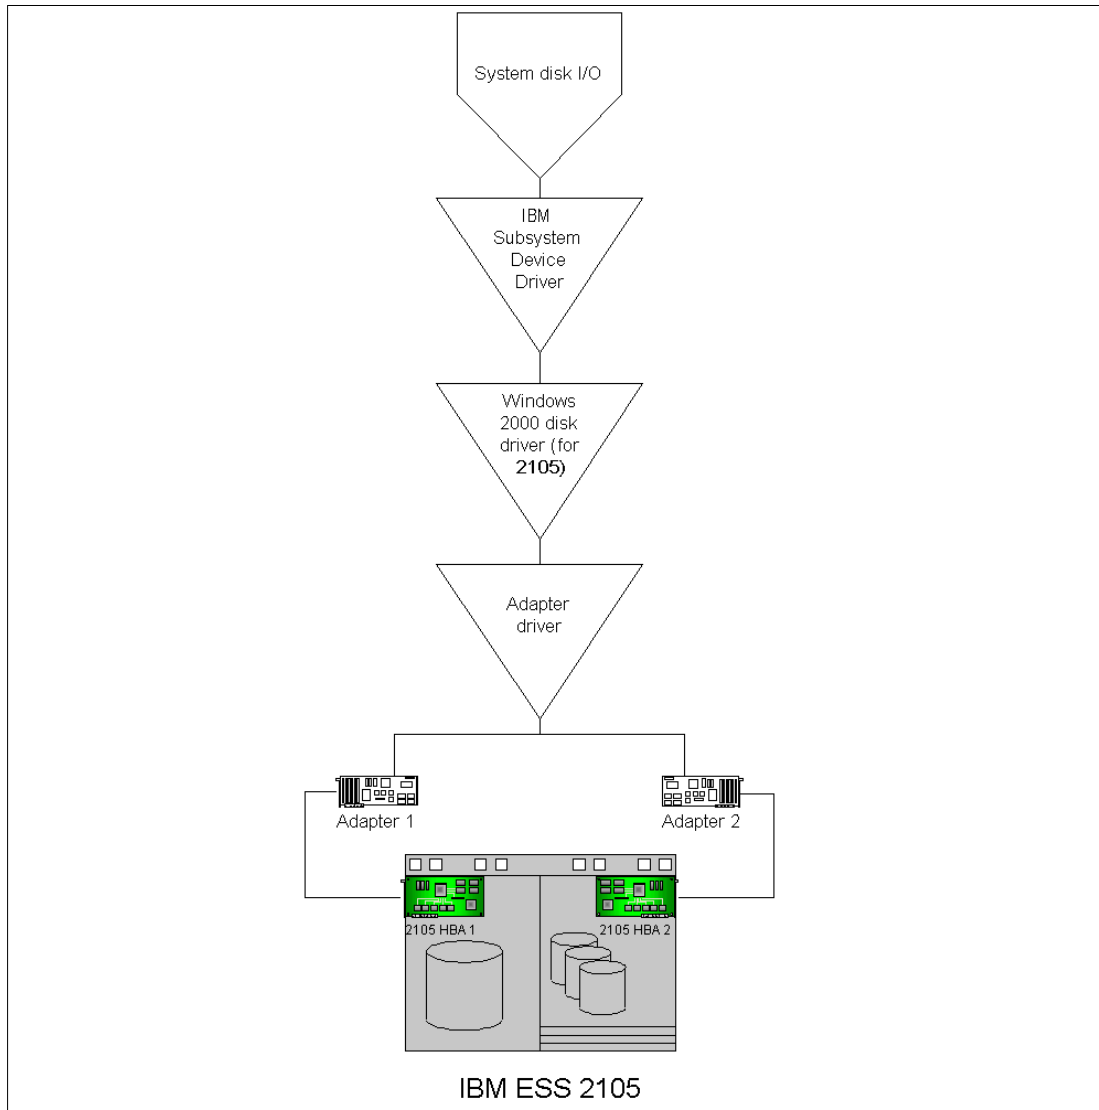 System disk I/O
IBM
Subsystem
Device
Driver
Windows
2000 disk
driver (for
2105)
Adapter
driver
Adapter 1
Adapter 2
2105 HBA 1
2105 HBA 2
IBM ESS 2105